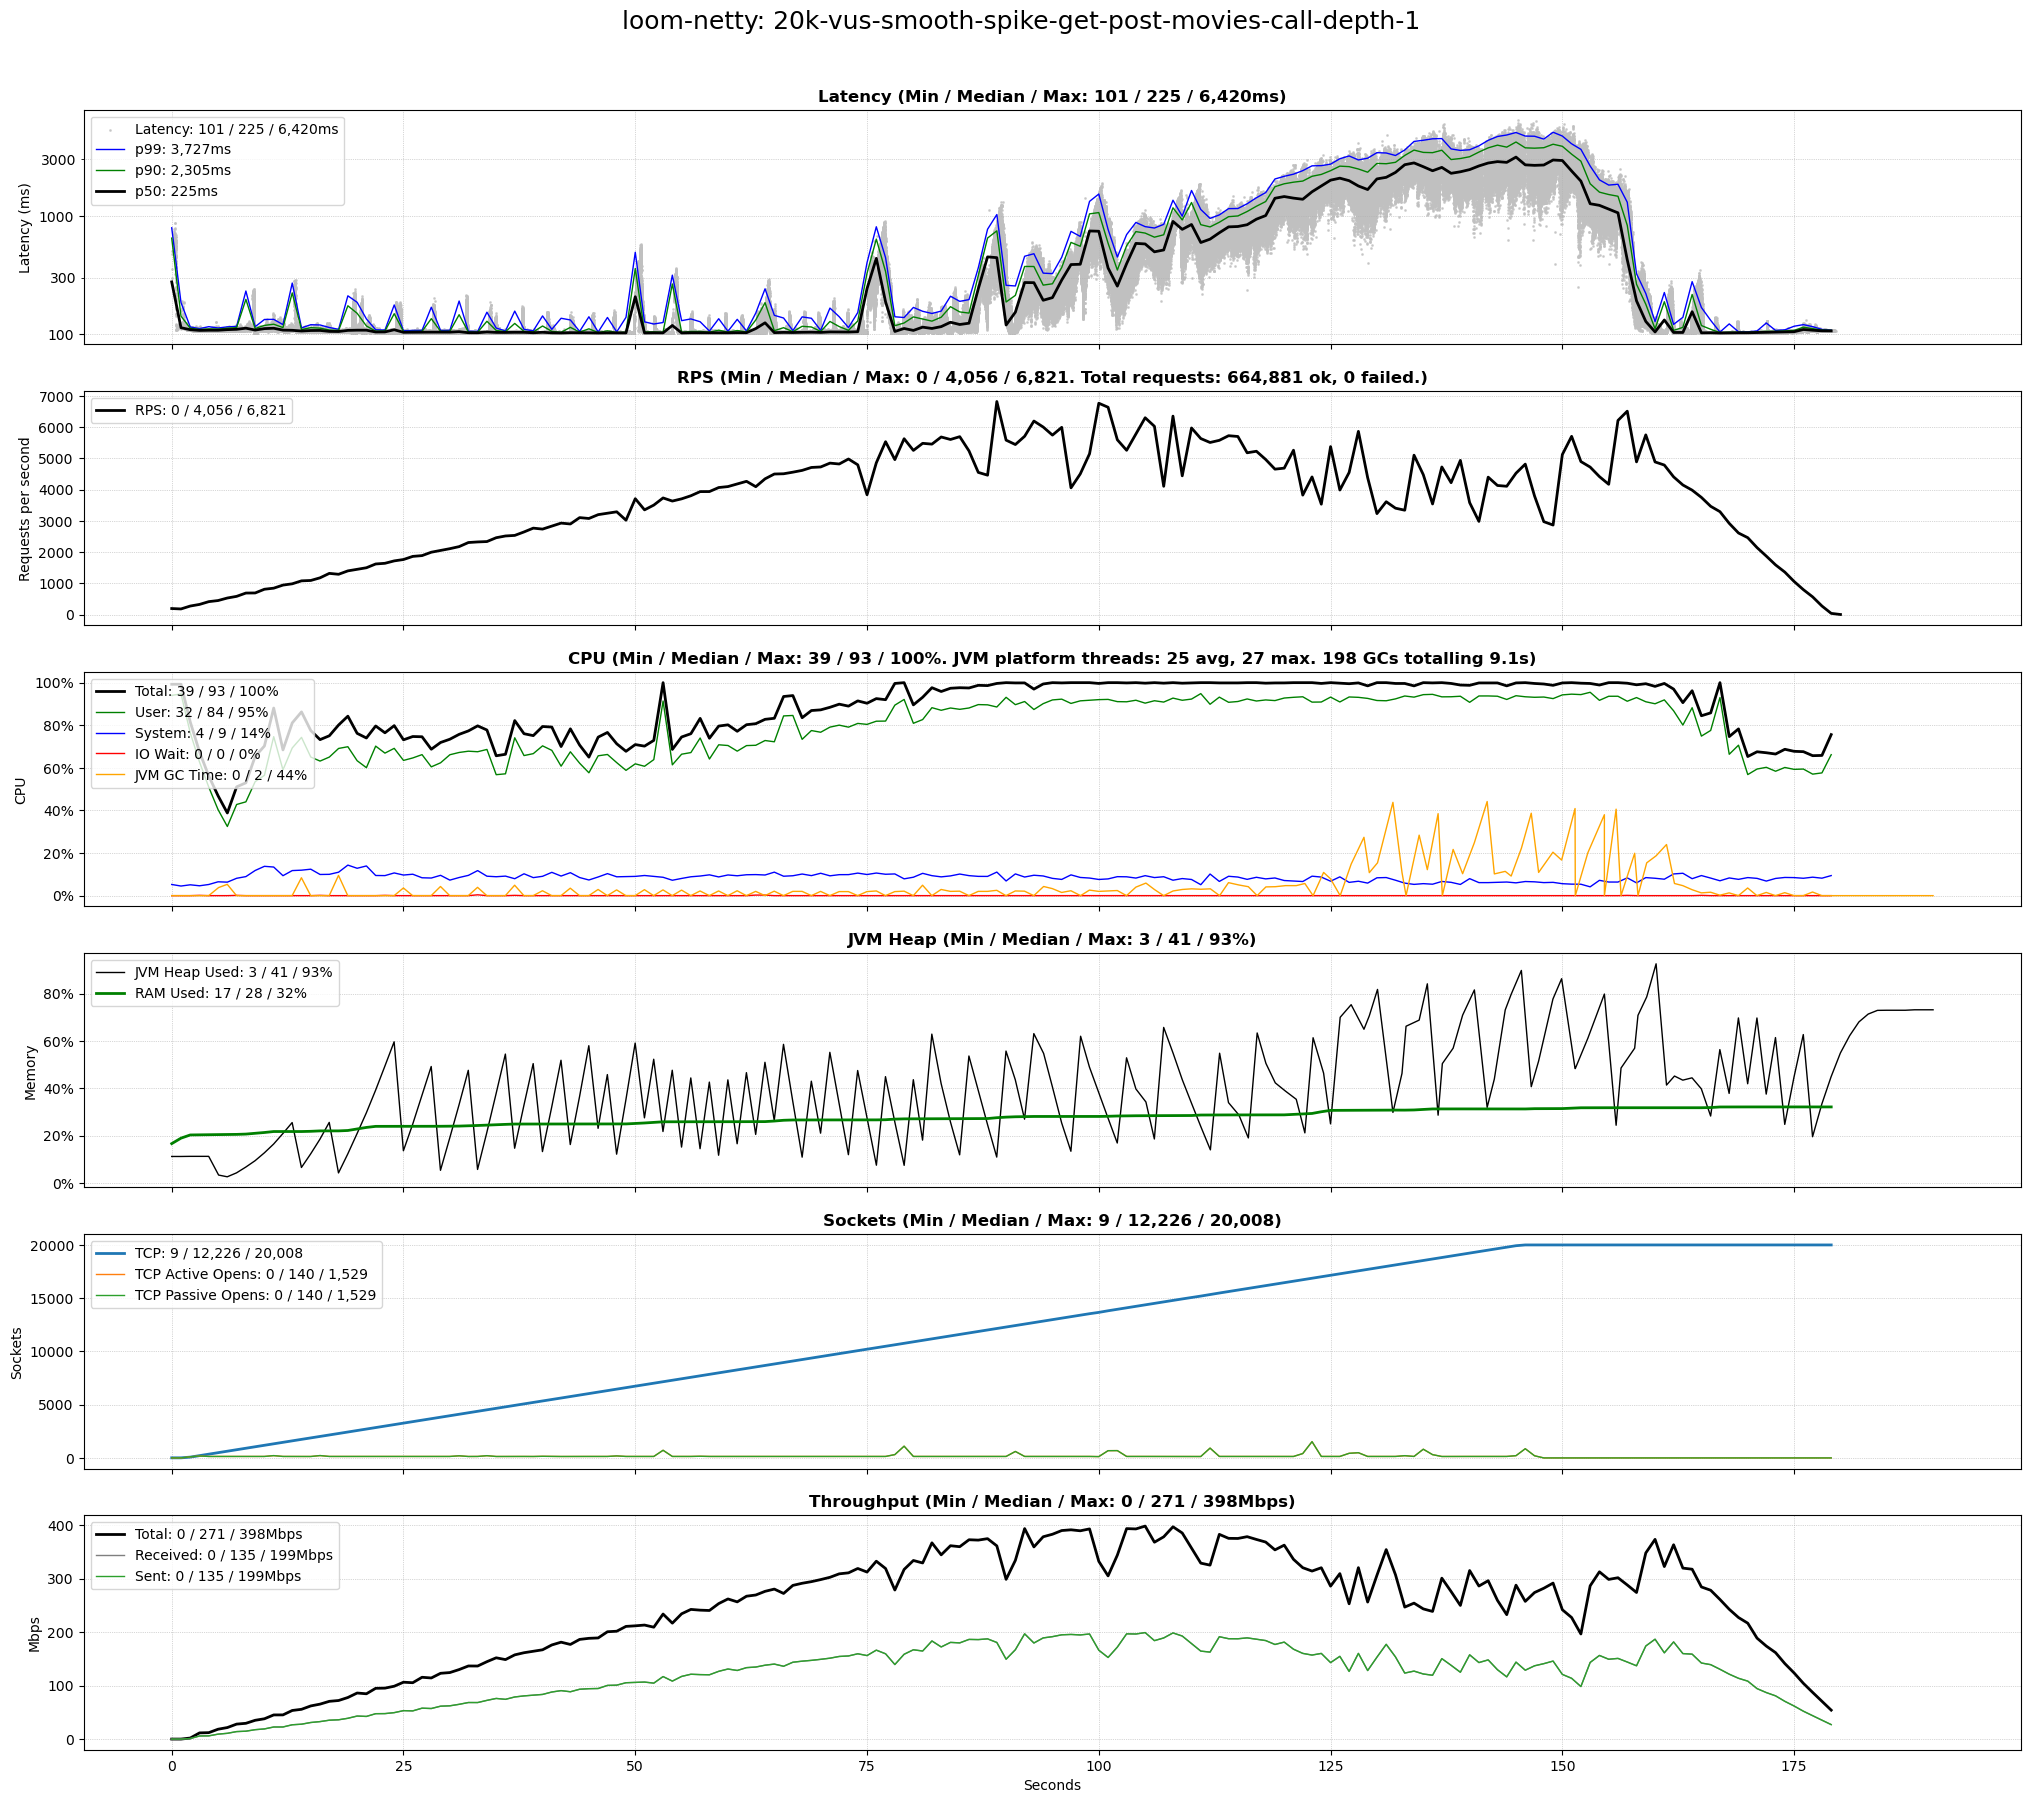 loom-netty: 20k-vus-smooth-spike-get-post-movies-call-depth-1
Latency (Min / Median / Max: 101 / 225 / 6,420ms)
Latency (ms)
3000
1000
300
100
Latency: 101 / 225 / 6,420ms
p99: 3,727ms
p90: 2,305ms
p50: 225ms
RPS (Min / Median / Max: 0 / 4,056 / 6,821. Total requests: 664,881 ok, 0 failed.)
Requests per second
7000
6000
5000
4000
3000
2000
1000
0
RPS: 0 / 4,056 / 6,821
CPU (Min / Median / Max: 39 / 93 / 100%. JVM platform threads: 25 avg, 27 max. 198 GCs totalling 9.1s)
CPU
100%
80%
60%
40%
20%
0%
Total: 39 / 93 / 100%
User: 32 / 84 / 95%
System: 4 / 9 / 14%
IO Wait: 0 / 0 / 0%
JVM GC Time: 0 / 2 / 44%
JVM Heap (Min / Median / Max: 3 / 41 / 93%)
Memory
80%
60%
40%
20%
0%
JVM Heap Used: 3 / 41 / 93%
RAM Used: 17 / 28 / 32%
Sockets (Min / Median / Max: 9 / 12,226 / 20,008)
Sockets
20000
15000
10000
5000
0
TCP: 9 / 12,226 / 20,008
TCP Active Opens: 0 / 140 / 1,529
TCP Passive Opens: 0 / 140 / 1,529
Throughput (Min / Median / Max: 0 / 271 / 398Mbps)
Mbps
400
300
200
100
0
Total: 0 / 271 / 398Mbps
Received: 0 / 135 / 199Mbps
Sent: 0 / 135 / 199Mbps
0 25 50 75 100 125 150 175
Seconds